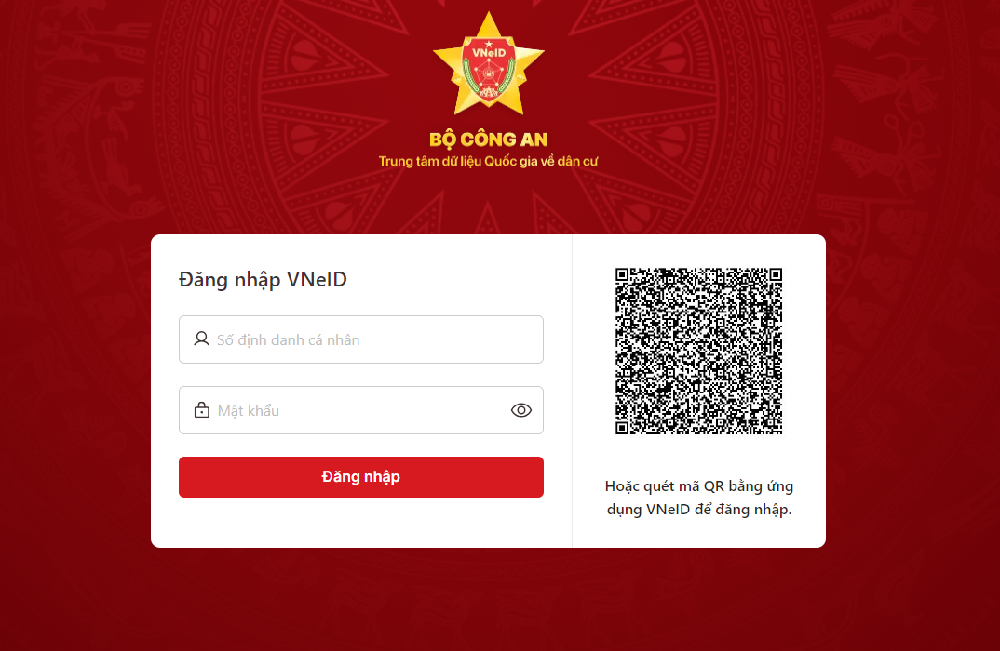 VNeID
BỘ CÔNG AN
Trung tâm dữ liệu Quốc gia về dân cư
Đăng nhập VNeID
Số định danh cá nhân
Mật khẩu
Đăng nhập
Hoặc quét mã QR bằng ứng
dụng VNeID để đăng nhập.